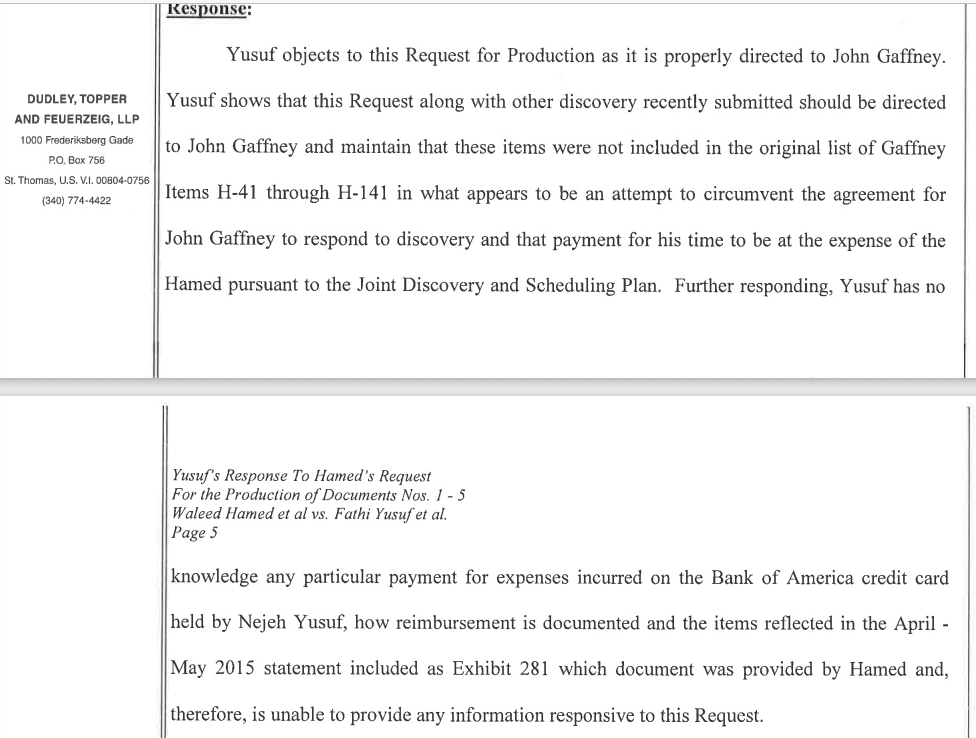 Response:
Yusuf objects to this Request for Production as it is properly directed to John Gaffney.
Yusuf shows that this Request along with other discovery recently submitted should be directed
to John Gaffney and maintain that these items were not included in the original list of Gaffney
Items H-41 through H-141 in what appears to be an attempt to circumvent the agreement for
John Gaffney to respond to discovery and that payment for his time to be at the expense of the
Hamed pursuant to the Joint Discovery and Scheduling Plan. Further responding, Yusuf has no
DUDLEY, TOPPER
AND FEUERZEIG, LLP
1000 Frederiksberg Gade
P.O. Box 756
St. Thomas, U.S. V.I. 00804-0756
(340) 774-4422
Yusuf's Response To Hamed's Request
For the Production of Documents Nos. 1 - 5
Waleed Hamed et al vs. Fathi Yusuf et al.
Page 5
knowledge any particular payment for expenses incurred on the Bank of America credit card
held by Nejeh Yusuf, how reimbursement is documented and the items reflected in the April -
May 2015 statement included as Exhibit 281 which document was provided by Hamed and,
therefore, is unable to provide any information responsive to this Request.